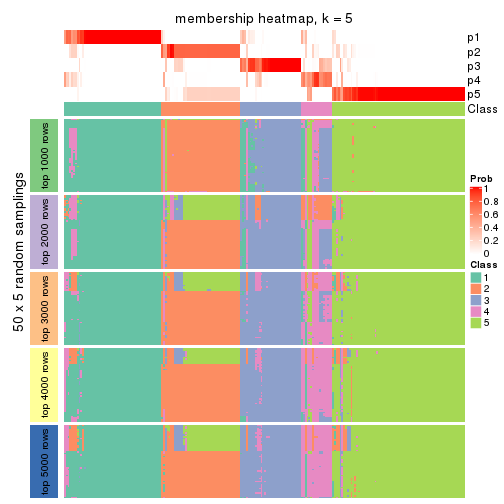 membership heatmap, k = 5
p1
p2
p3
p4
p5
Class
50 x 5 random samplings
top 1000 rows
top 2000 rows
top 3000 rows
top 4000 rows
top 5000 rows
Prob
1
0.8
0.6
0.4
0.2
0
Class
1
2
3
4
5